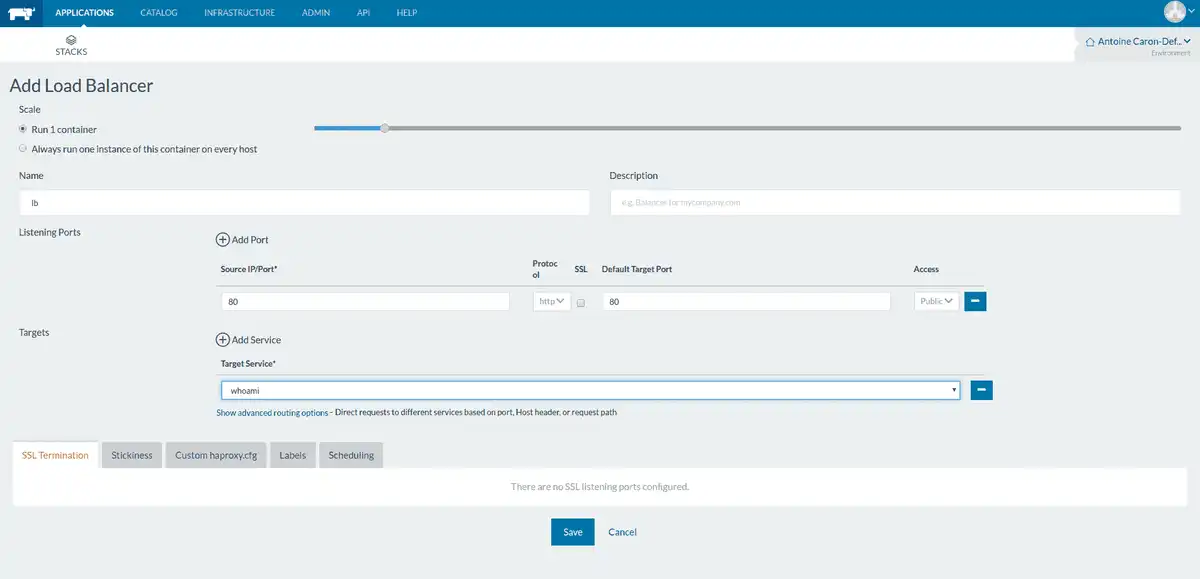 APPLICATIONS CATALOG INFRASTRUCTURE ADMIN API HELP
STACKS
Antoine Caron-Def...
Environment
Add Load Balancer
Scale
Run 1 container
Always run one instance of this container on every host
Name Description
lb e.g. Balancer for mycompany.com
Listening Ports
Add Port
Source IP/Port* Protoc
ol SSL Default Target Port Access
80 http 80 Public
Targets
Add Service
Target Service*
whoami
Show advanced routing options - Direct requests to different services based on port, Host header, or request path
SSL Termination Stickiness Custom haproxy.cfg Labels Scheduling
There are no SSL listening ports configured.
Save Cancel